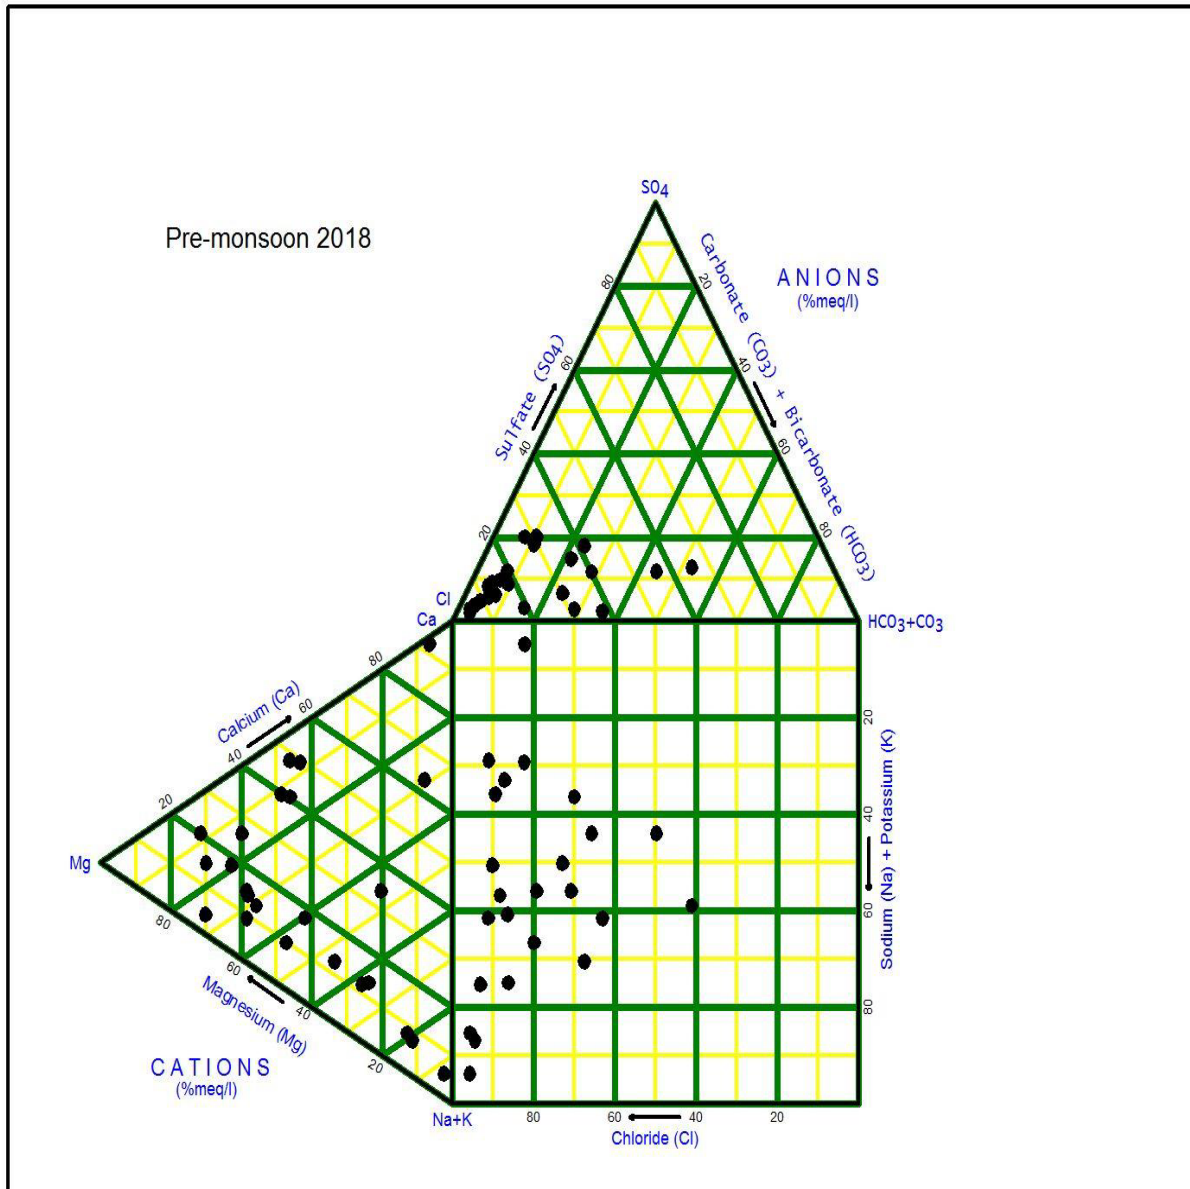 SO4
Pre-monsoon 2018
ANIONS
(%meq/l)
Carbonate (CO3) + Bicarbonate (HCO3)
20
40
60
80
Sulfate (SO4)
80
60
40
20
Cl
Ca
HCO3+CO3
Calcium (Ca)
80
60
40
20
Mg
80
60
40
20
Magnesium (Mg)
CATIONS
(%meq/l)
Na+K
20
40
60
80
Sodium (Na) + Potassium (K)
80
60
40
20
Chloride (Cl)